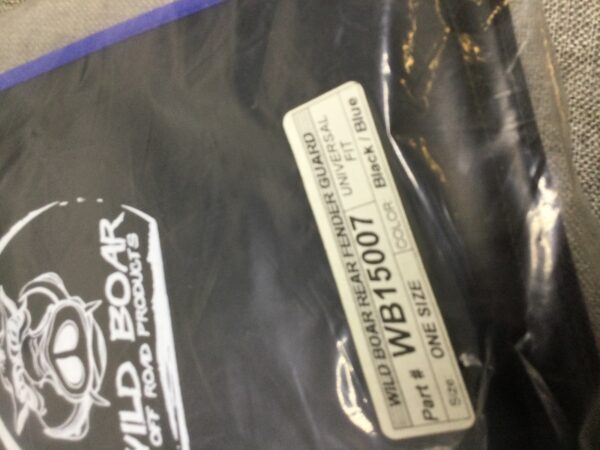 WILD BOAR
OFF ROAD PRODUCTS
WILD BOAR REAR FENDER GUARD
Part # WB15007 UNIVERSAL FIT
Size ONE SIZE COLOR Black / Blue